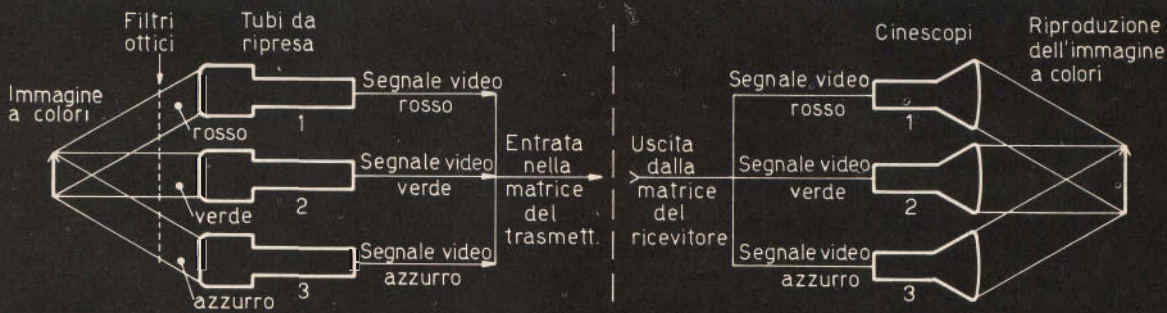 Filtri
ottici
Tubi da
ripresa
Immagine
a colori
rosso
1
Segnale video
rosso
verde
2
Segnale video
verde
azzurro
3
Segnale video
azzurro
Entrata
nella
matrice
del
trasmett.
Uscita
dalla
matrice
del
ricevitore
Cinescopi
Segnale video
rosso
1
Segnale video
verde
2
Segnale video
azzurro
3
Riproduzione
dell'immagine
a colori